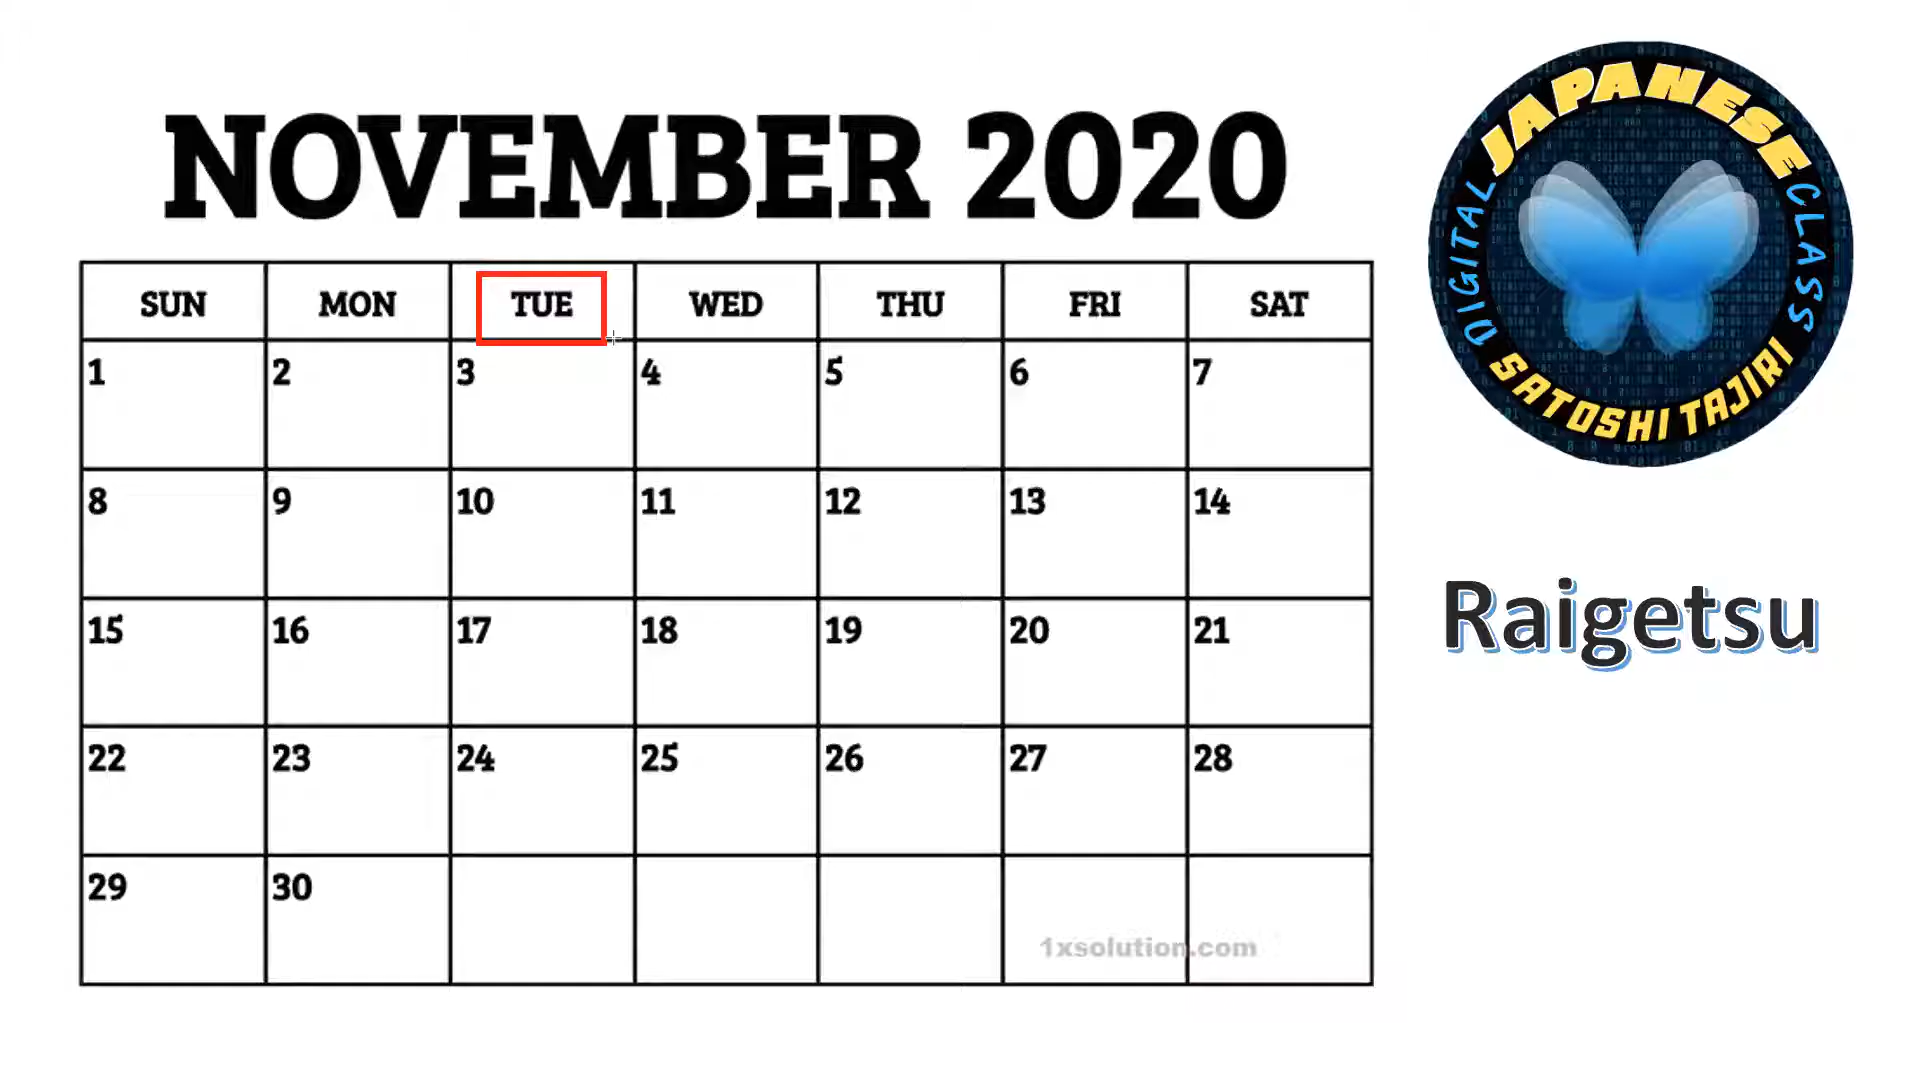 NOVEMBER 2020
SUN MON TUE WED THU FRI SAT
1 2 3 4 5 6 7
8 9 10 11 12 13 14
15 16 17 18 19 20 21
22 23 24 25 26 27 28
29 30
1xsolution.com
DIGITAL JAPANESE CLASS
SATOSHI TAJIRI
Raigetsu